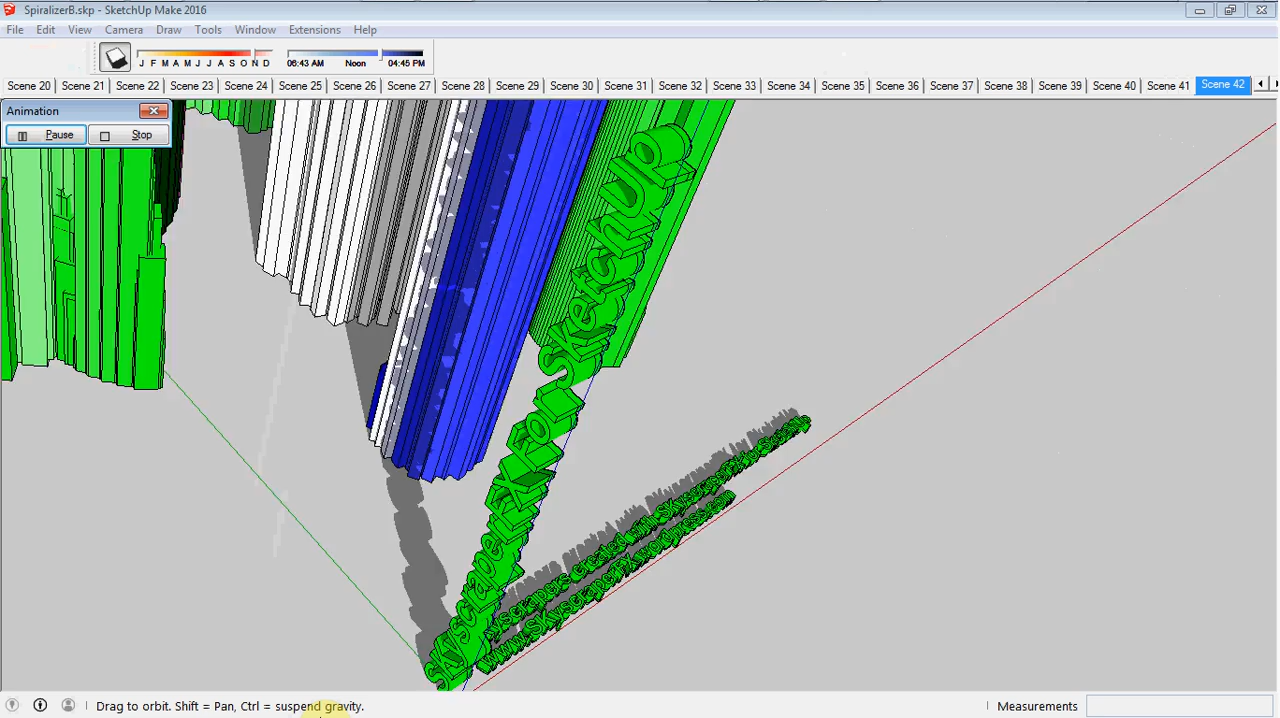 SpiralizerB.skp - SketchUp Make 2016
File Edit View Camera Draw Tools Window Extensions Help
J F M A M J J A S O N D 06:43 AM Noon 04:45 PM
Scene 20 Scene 21 Scene 22 Scene 23 Scene 24 Scene 25 Scene 26 Scene 27 Scene 28 Scene 29 Scene 30 Scene 31 Scene 32 Scene 33 Scene 34 Scene 35 Scene 36 Scene 37 Scene 38 Scene 39 Scene 40 Scene 41 Scene 42
Animation
Pause Stop
SkyscraperFX for SketchUp
Skyscrapers created with SkyscraperFX for Sketchup
www.SkyscraperFX.wordpress.com
Drag to orbit. Shift = Pan, Ctrl = suspend gravity.
Measurements